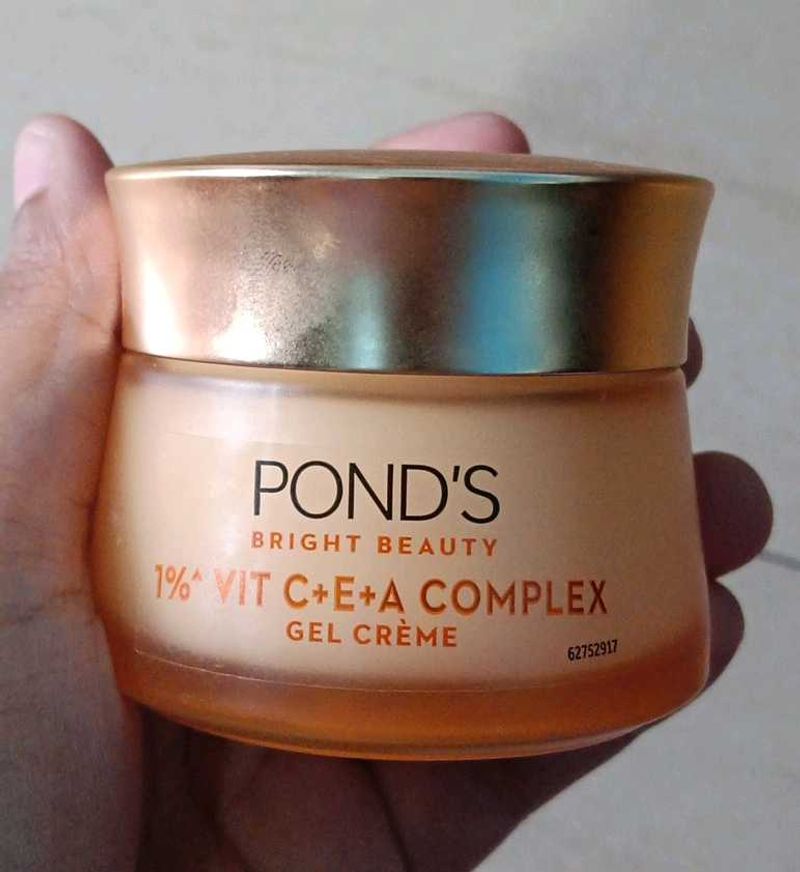 POND'S
BRIGHT BEAUTY
1%^ VIT C+E+A COMPLEX
GEL CRÈME
62752917